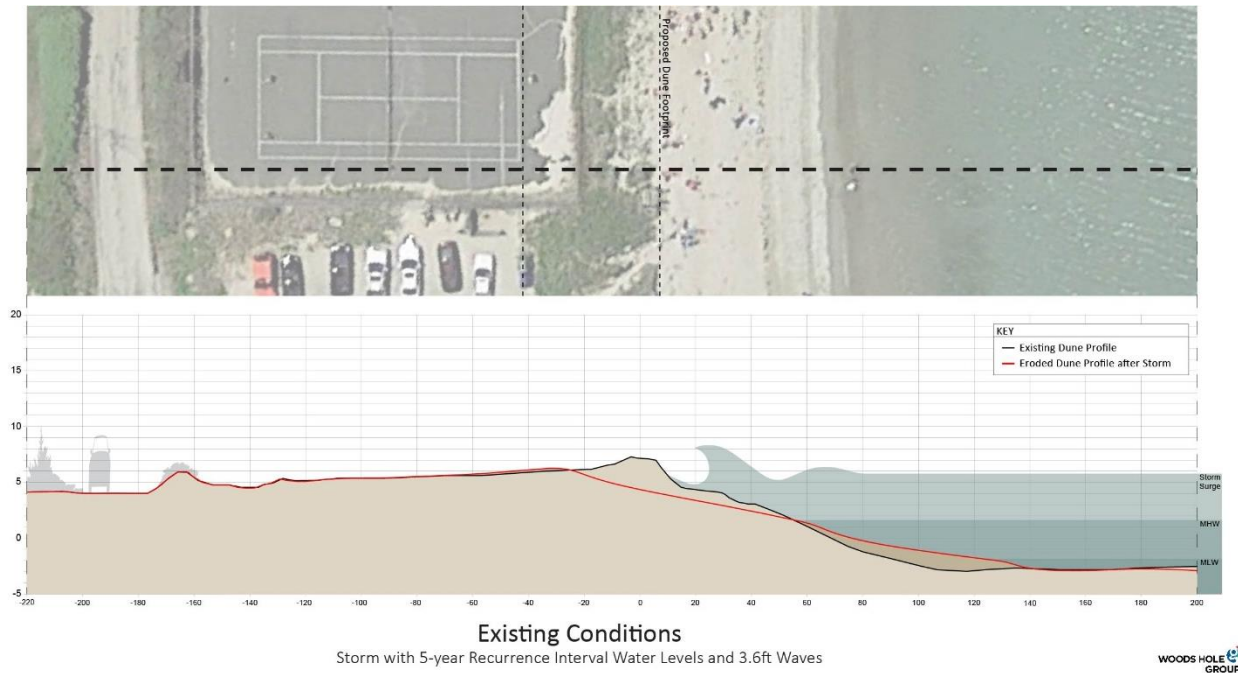 Proposed Dune Footprint
20
KEY
Existing Dune Profile
Eroded Dune Profile after Storm
15
10
5
Storm
Surge
MHW
0
MLW
-5
-220 -200 -180 -160 -140 -120 -100 -80 -60 -40 -20 0 20 40 60 80 100 120 140 160 180 200
Existing Conditions
Storm with 5-year Recurrence Interval Water Levels and 3.6ft Waves
WOODS HOLE
GROUP